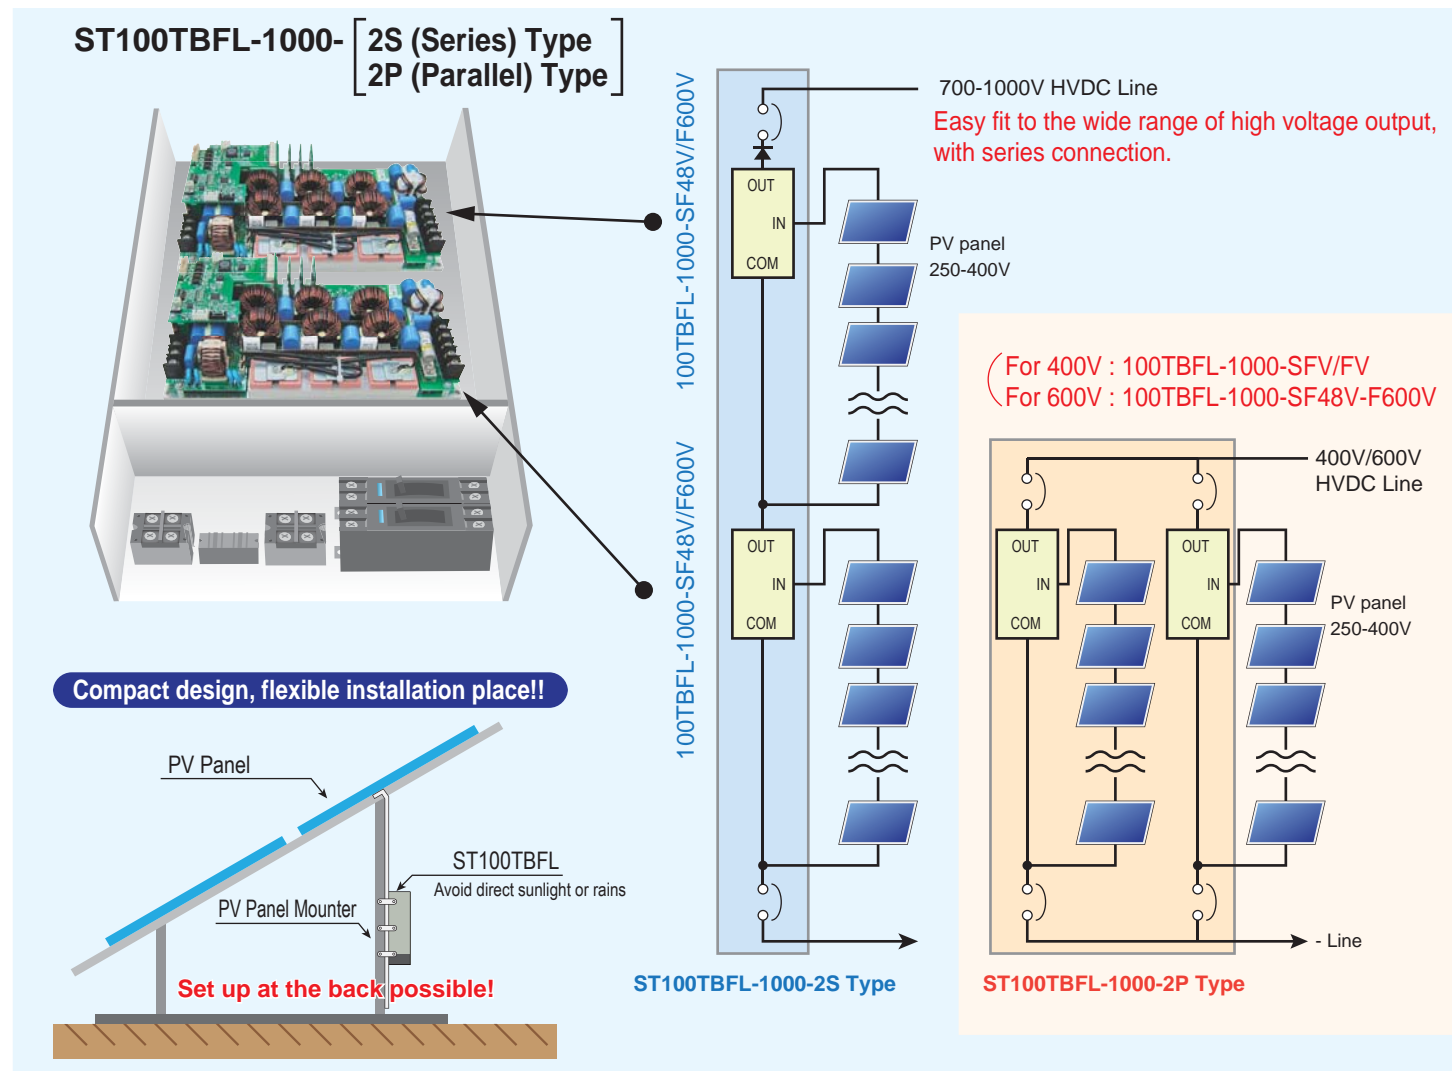 ST100TBFL-1000-
2S (Series) Type
2P (Parallel) Type
100TBFL-1000-SF48V/F600V
100TBFL-1000-SF48V/F600V
700-1000V HVDC Line
Easy fit to the wide range of high voltage output,
with series connection.
OUT
IN
COM
PV panel
250-400V
OUT
IN
COM
ST100TBFL-1000-2S Type
For 400V : 100TBFL-1000-SFV/FV
For 600V : 100TBFL-1000-SF48V-F600V
400V/600V
HVDC Line
OUT
IN
COM
OUT
IN
COM
PV panel
250-400V
- Line
ST100TBFL-1000-2P Type
Compact design, flexible installation place!!
PV Panel
ST100TBFL
Avoid direct sunlight or rains
PV Panel Mounter
Set up at the back possible!